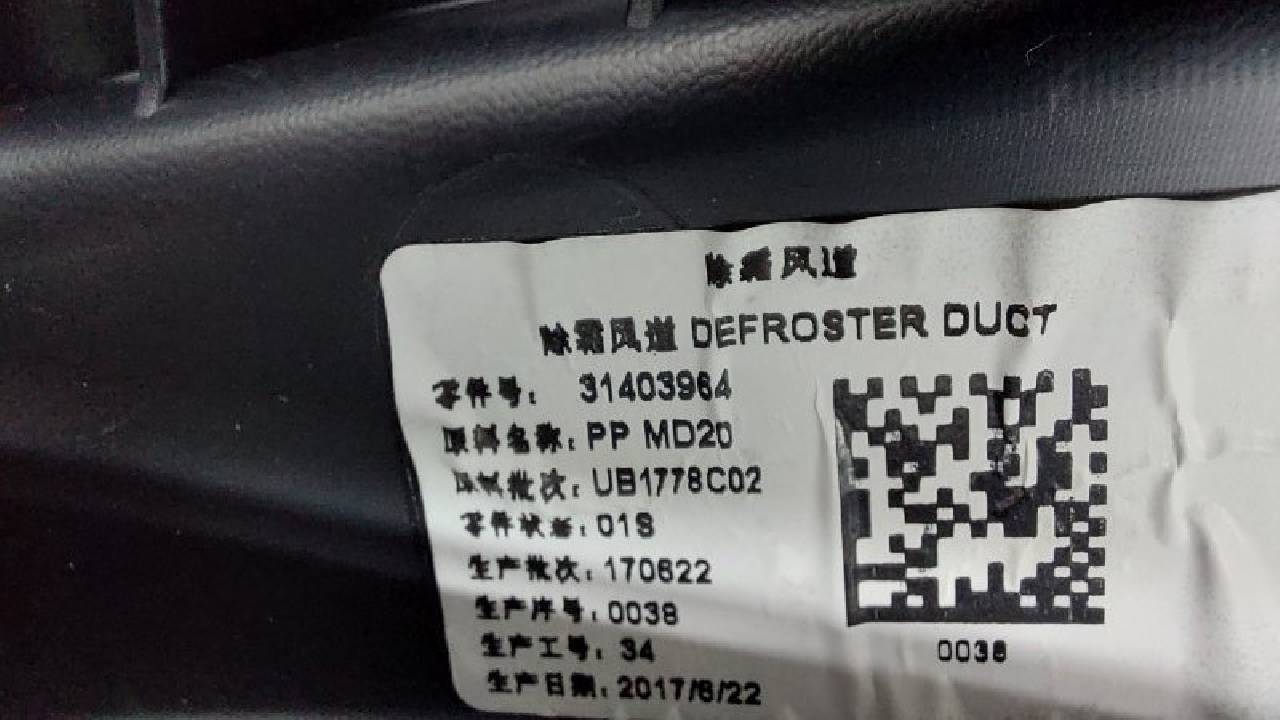 除霜风道
除霜风道 DEFROSTER DUCT
零件号: 31403964
原料名称: PP MD20
原料批次: UB1778C02
零件状态: 01S
生产批次: 170622
生产序号: 0038
生产工号: 34
生产日期: 2017/6/22
0038